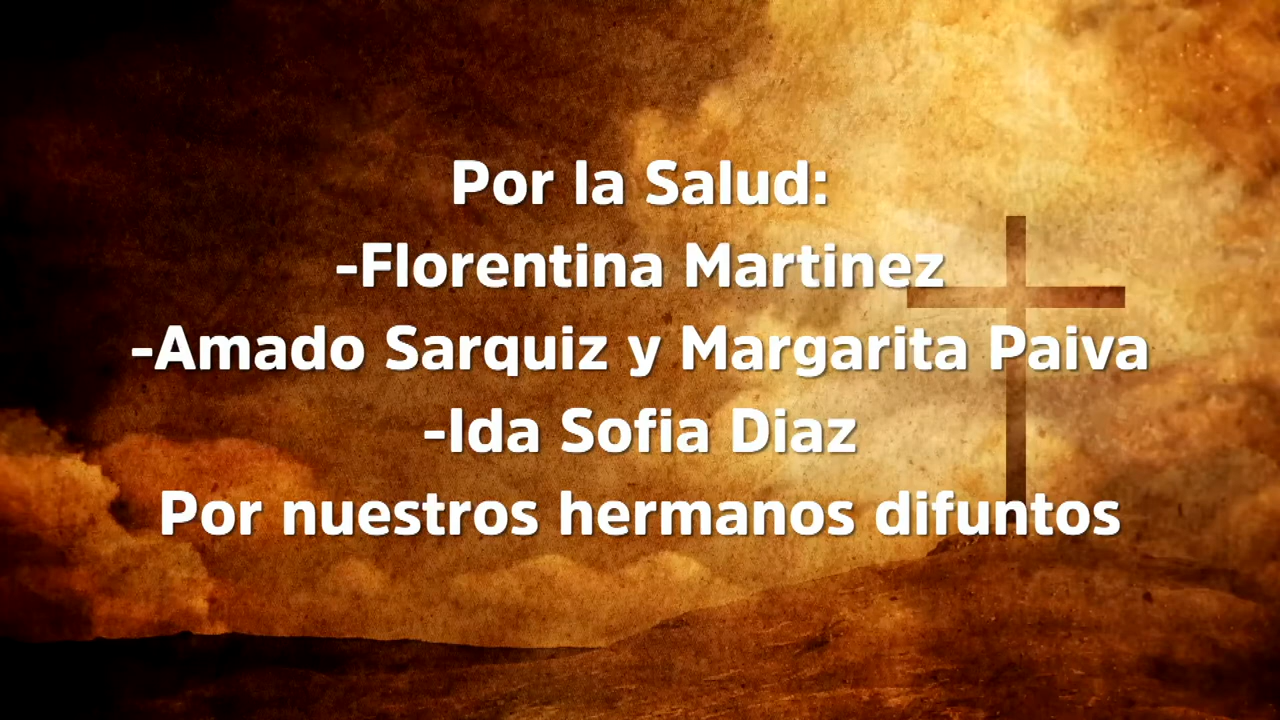 Por la Salud:
-Florentina Martinez
-Amado Sarquiz y Margarita Paiva
-Ida Sofia Diaz
Por nuestros hermanos difuntos